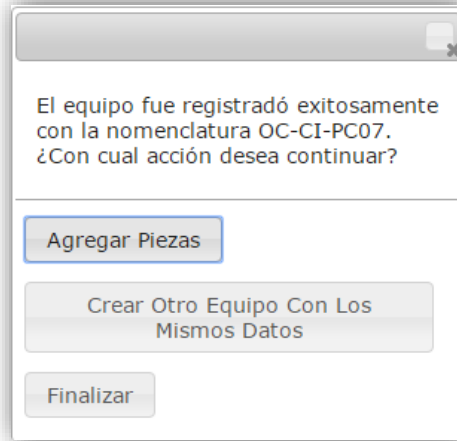 El equipo fue registradó exitosamente
con la nomenclatura OC-CI-PC07.
¿Con cual acción desea continuar?
Agregar Piezas
Crear Otro Equipo Con Los
Mismos Datos
Finalizar